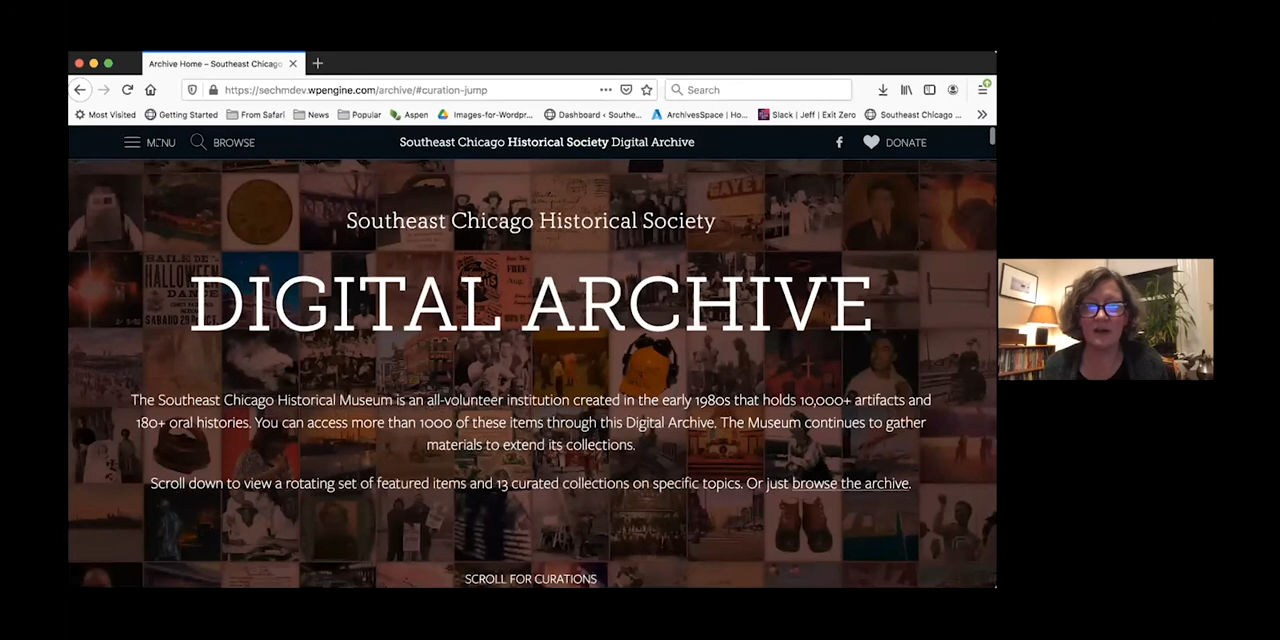 Archive Home – Southeast Chicago
https://sechmdev.wpengine.com/archive/#curation-jump
Search
Most Visited
Getting Started
From Safari
News
Popular
Aspen
Images-for-Wordpr...
Dashboard ‹ Southe...
ArchivesSpace | Ho...
Slack | Jeff | Exit Zero
Southeast Chicago ...
MENU
BROWSE
Southeast Chicago Historical Society Digital Archive
DONATE
Southeast Chicago Historical Society
DIGITAL ARCHIVE
The Southeast Chicago Historical Museum is an all-volunteer institution created in the early 1980s that holds 10,000+ artifacts and
180+ oral histories. You can access more than 1000 of these items through this Digital Archive. The Museum continues to gather
materials to extend its collections.
Scroll down to view a rotating set of featured items and 13 curated collections on specific topics. Or just browse the archive.
SCROLL FOR CURATIONS
BAILE DE
HALLOWEEN
DANCE
SABADO 29